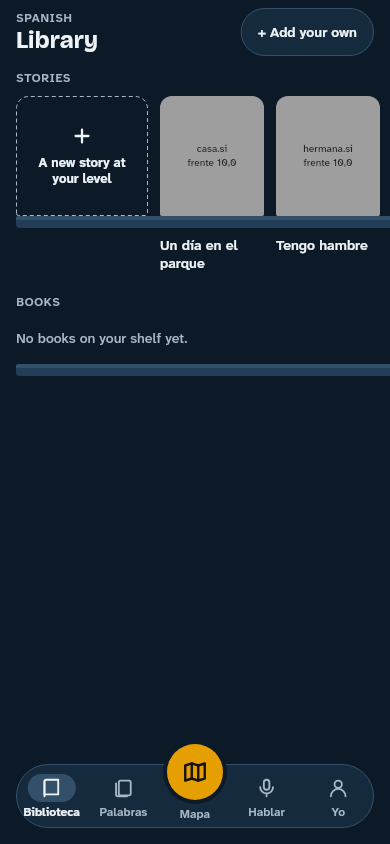 SPANISH
Library
+ Add your own
STORIES
A new story at
your level
casa.si
frente 10,0
hermana.si
frente 10,0
Un día en el
parque
Tengo hambre
BOOKS
No books on your shelf yet.
Biblioteca
Palabras
Mapa
Hablar
Yo